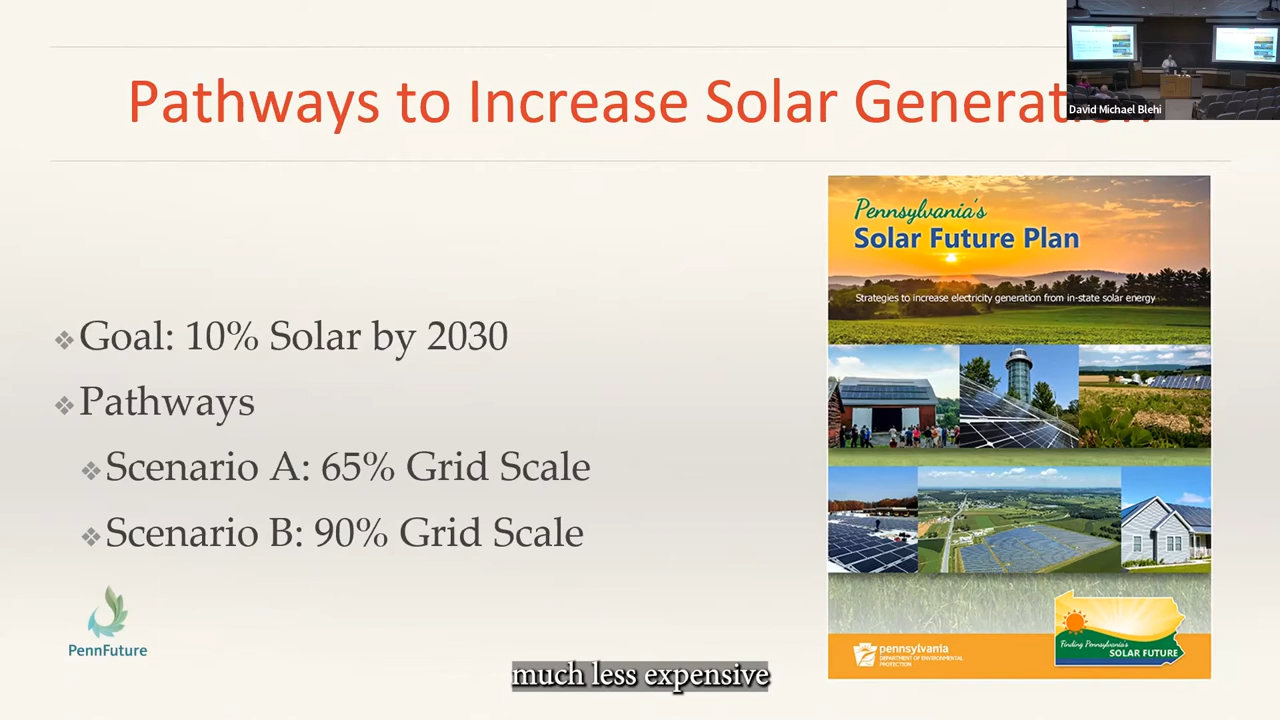 Pathways to Increase Solar Generation
David Michael Blehi
Pennsylvania's
Solar Future Plan
Strategies to increase electricity generation from in-state solar energy
❖Goal: 10% Solar by 2030
❖Pathways
❖Scenario A: 65% Grid Scale
❖Scenario B: 90% Grid Scale
PennFuture
Finding Pennsylvania's
SOLAR FUTURE
pennsylvania
DEPARTMENT OF ENVIRONMENTAL
PROTECTION
much less expensive